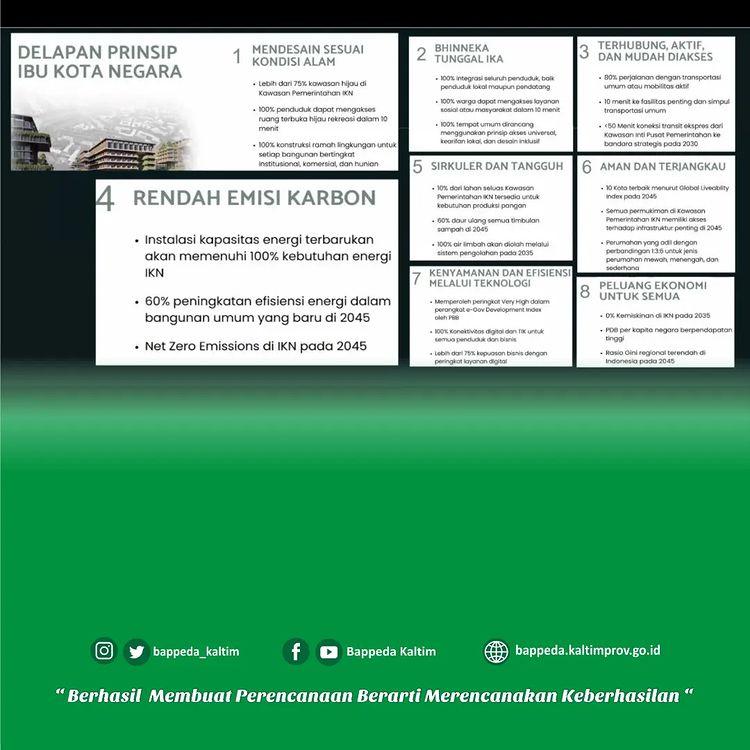 DELAPAN PRINSIP
IBU KOTA NEGARA
1
MENDESAIN SESUAI
KONDISI ALAM
• Lebih dari 75% kawasan hijau di
Kawasan Pemerintahan IKN
• 100% penduduk dapat mengakses
ruang terbuka hijau rekreasi dalam 10
menit
• 100% konstruksi ramah lingkungan untuk
setiap bangunan bertingkat
institusional, komersial, dan hunian
2
BHINNEKA
TUNGGAL IKA
• 100% integrasi seluruh penduduk, baik
penduduk lokal maupun pendatang
• 100% warga dapat mengakses layanan
sosial atau masyarakat dalam 10 menit
• 100% tempat umum dirancang
menggunakan prinsip akses universal,
kearifan lokal, dan desain inklusif
3
TERHUBUNG, AKTIF,
DAN MUDAH DIAKSES
• 80% perjalanan dengan transportasi
umum atau mobilitas aktif
• 10 menit ke fasilitas penting dan simpul
transportasi umum
• <50 Menit koneksi transit ekspres dari
Kawasan Inti Pusat Pemerintahan ke
bandara strategis pada 2030
4
RENDAH EMISI KARBON
• Instalasi kapasitas energi terbarukan
akan memenuhi 100% kebutuhan energi
IKN
• 60% peningkatan efisiensi energi dalam
bangunan umum yang baru di 2045
• Net Zero Emissions di IKN pada 2045
5
SIRKULER DAN TANGGUH
• 10% dari lahan seluas Kawasan
Pemerintahan IKN tersedia untuk
kebutuhan produksi pangan
• 60% daur ulang semua timbulan
sampah di 2045
• 100% air limbah akan diolah melalui
sistem pengolahan pada 2035
6
AMAN DAN TERJANGKAU
• 10 Kota terbaik menurut Global Liveability
Index pada 2045
• Semua permukiman di Kawasan
Pemerintahan IKN memiliki akses
terhadap infrastruktur penting di 2045
• Perumahan yang adil dengan
perbandingan 1:3:6 untuk jenis
perumahan mewah, menengah, dan
sederhana
7
KENYAMANAN DAN EFISIENSI
MELALUI TEKNOLOGI
• Memperoleh peringkat Very High dalam
perangkat e-Gov Development Index
oleh PBB
• 100% Konektivitas digital dan TIK untuk
semua penduduk dan bisnis
• Lebih dari 75% kepuasan bisnis dengan
peringkat layanan digital
8
PELUANG EKONOMI
UNTUK SEMUA
• 0% Kemiskinan di IKN pada 2035
• PDB per kapita negara berpendapatan
tinggi
• Rasio Gini regional terendah di
Indonesia pada 2045
bappeda_kaltim
Bappeda Kaltim
bappeda.kaltimprov.go.id
“ Berhasil Membuat Perencanaan Berarti Merencanakan Keberhasilan “